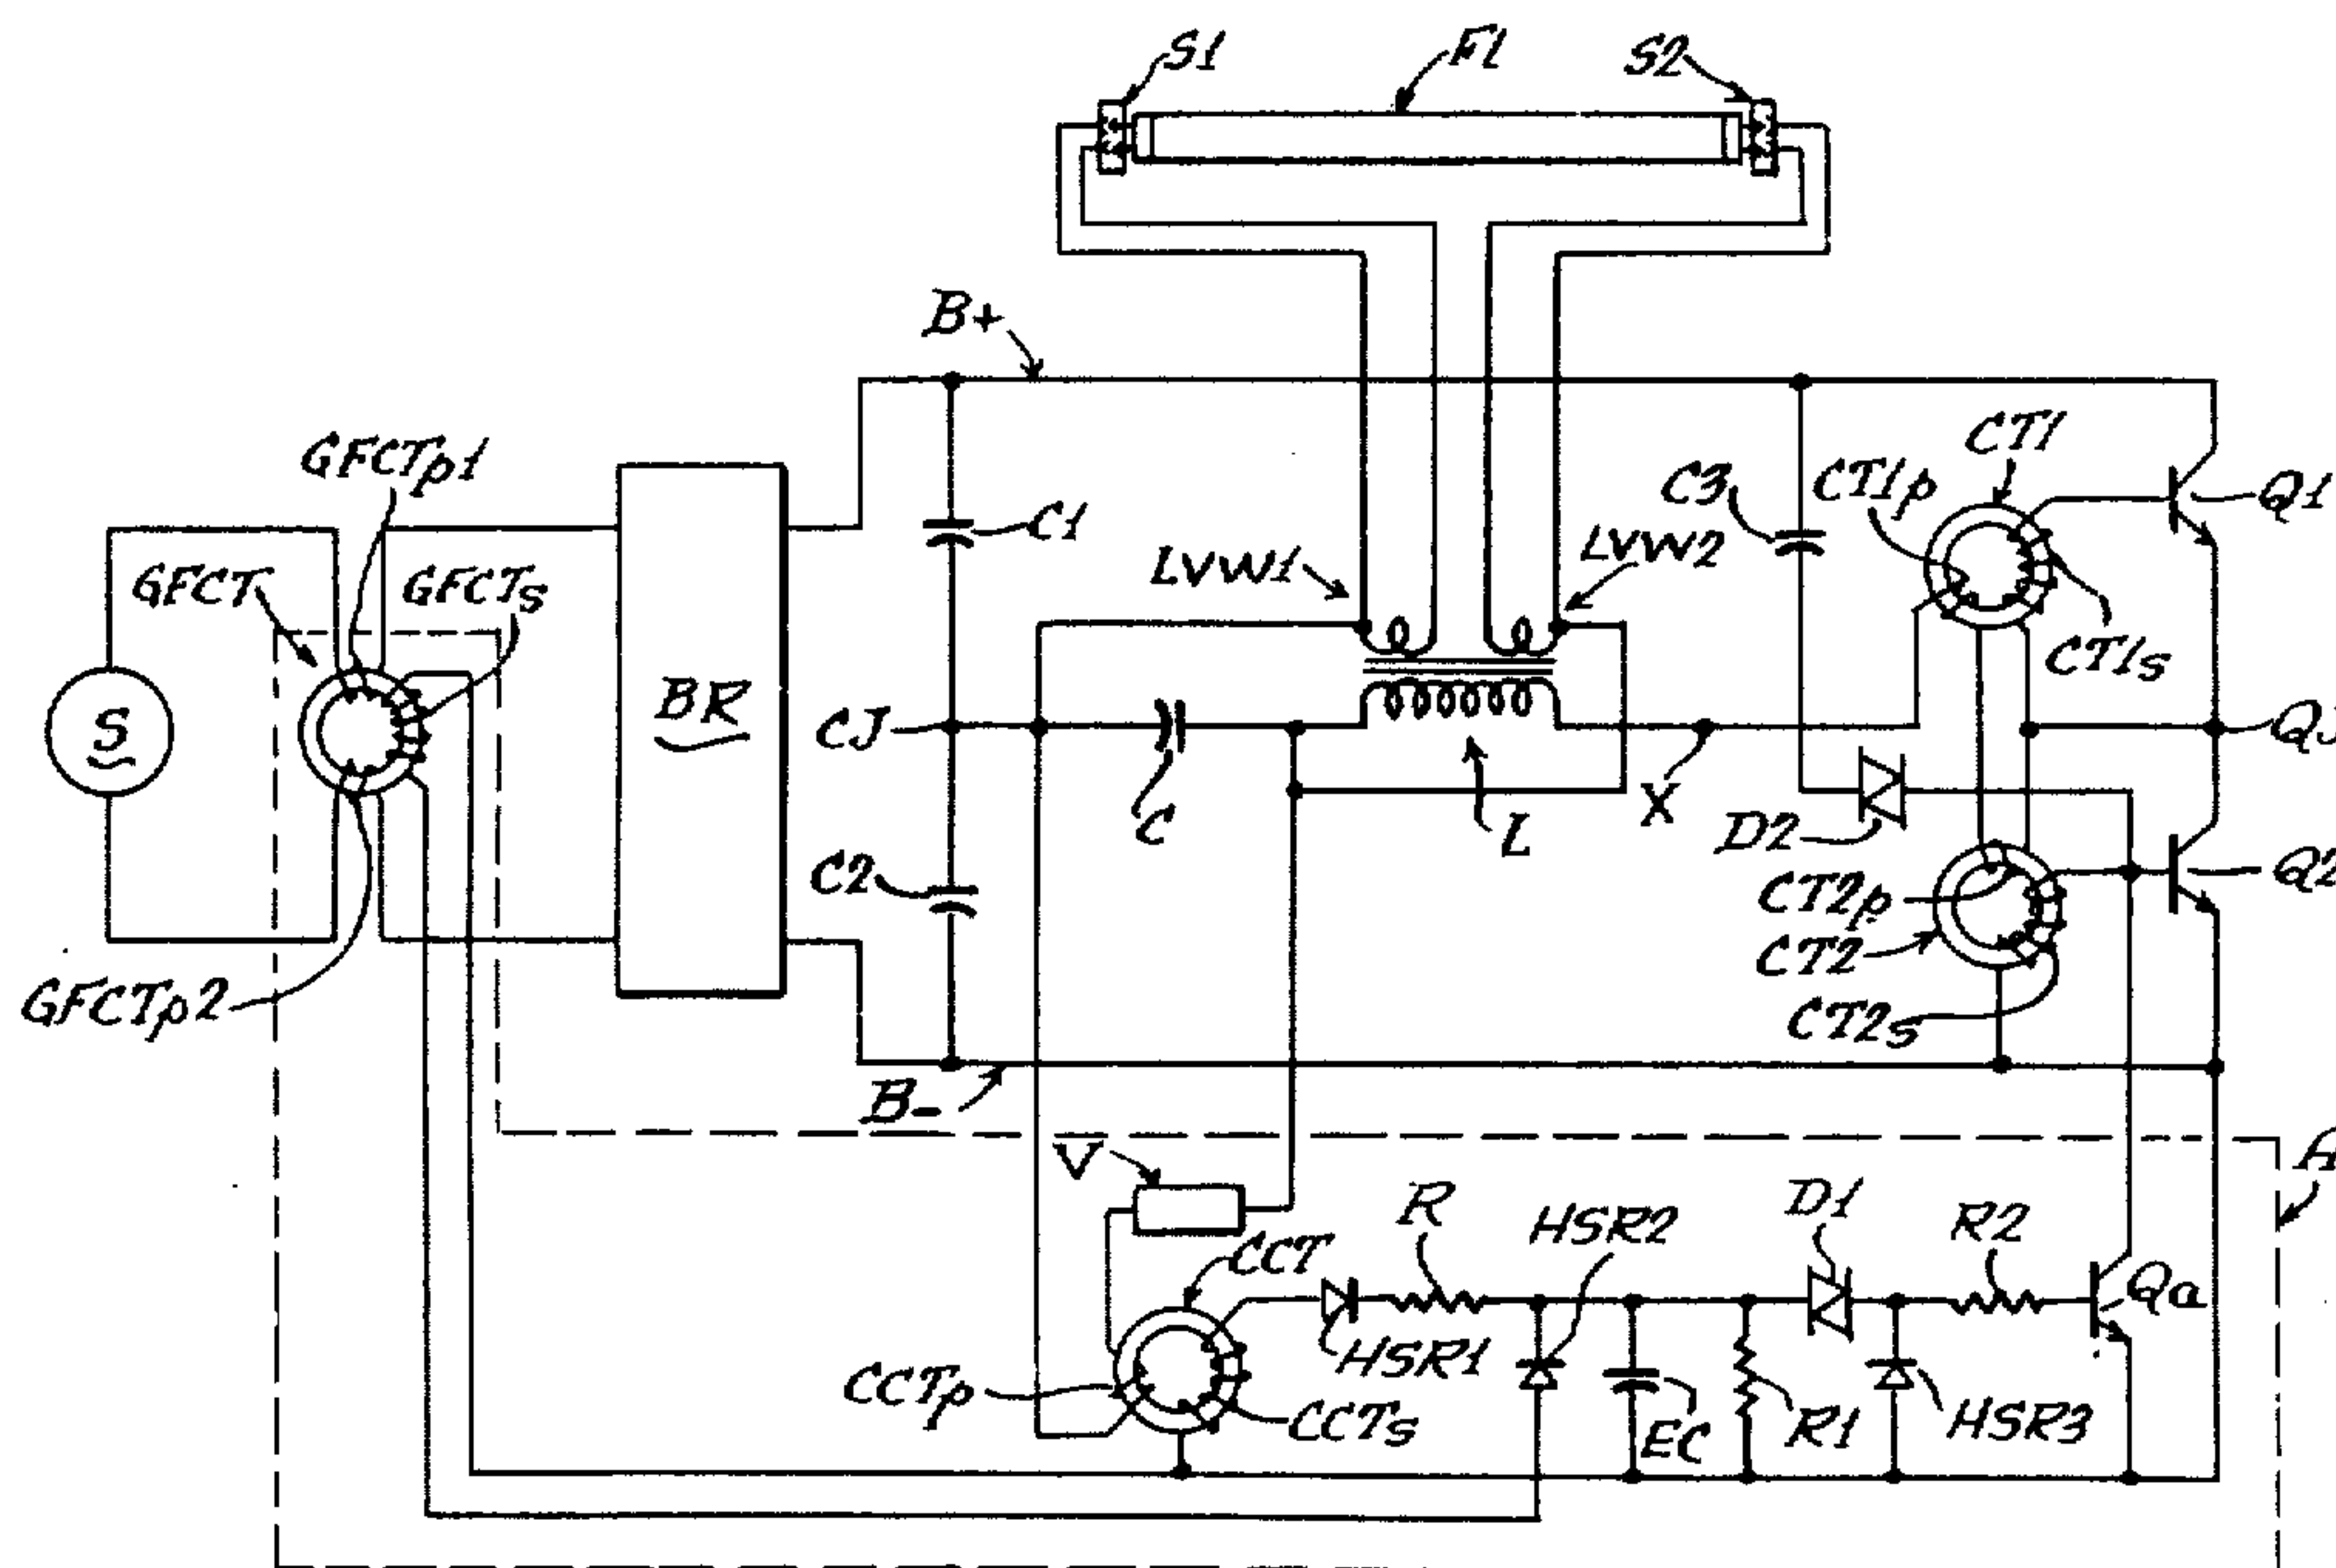 S1
Fl
S2
B+
GFCTp1
CT1
C3
CT1p
Q1
C1
LVW1
LVW2
GFCT
GFCTs
CT1s
S
BR
CJ
C
L
X
D2
C2
Q2
CT2p
CT2
CT2s
GFCTp2
B-
V
R
HSR2
D1
R2
CCT
Qa
HSR1
CCTp
CCTs
EC
R1
HSR3